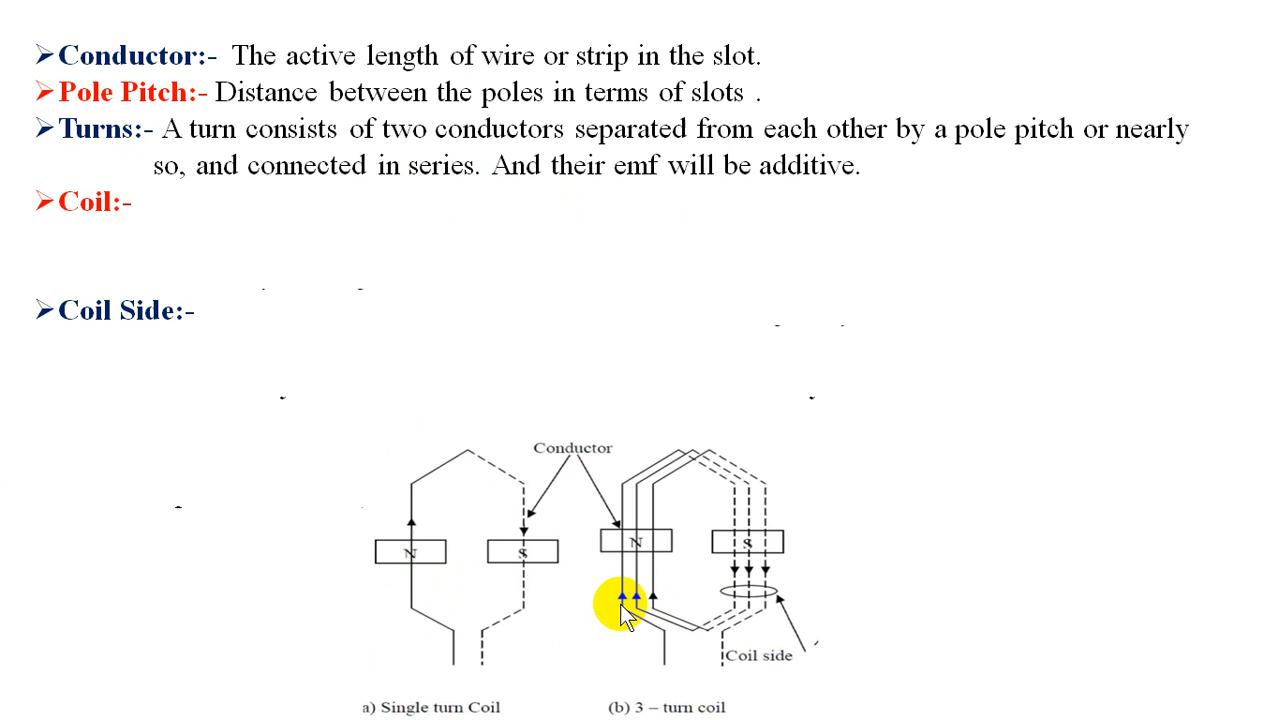 ➢Conductor:- The active length of wire or strip in the slot.
➢Pole Pitch:- Distance between the poles in terms of slots .
➢Turns:- A turn consists of two conductors separated from each other by a pole pitch or nearly
so, and connected in series. And their emf will be additive.
➢Coil:-
➢Coil Side:-
Conductor
N
S
N
S
Coil side
a) Single turn Coil
(b) 3 – turn coil